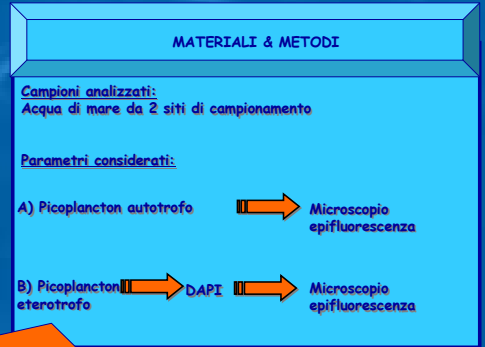 MATERIALI & METODI
Campioni analizzati:
Acqua di mare da 2 siti di campionamento
Parametri considerati:
A) Picoplancton autotrofo
Microscopio
epifluorescenza
B) Picoplancton
eterotrofo
DAPI
Microscopio
epifluorescenza